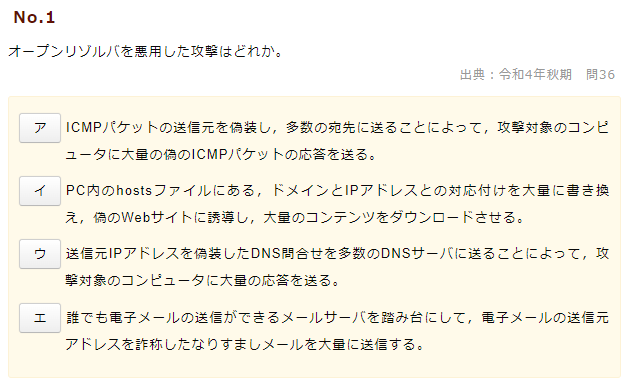 No.1
オープンリゾルバを悪用した攻撃はどれか。
出典：令和4年秋期　問36
ア ICMPパケットの送信元を偽装し，多数の宛先に送ることによって，攻撃対象のコンピ
ュータに大量の偽のICMPパケットの応答を送る。
イ PC内のhostsファイルにある，ドメインとIPアドレスとの対応付けを大量に書き換
え，偽のWebサイトに誘導し，大量のコンテンツをダウンロードさせる。
ウ 送信元IPアドレスを偽装したDNS問合せを多数のDNSサーバに送ることによって，攻
撃対象のコンピュータに大量の応答を送る。
エ 誰でも電子メールの送信ができるメールサーバを踏み台にして，電子メールの送信元
アドレスを詐称したなりすましメールを大量に送信する。